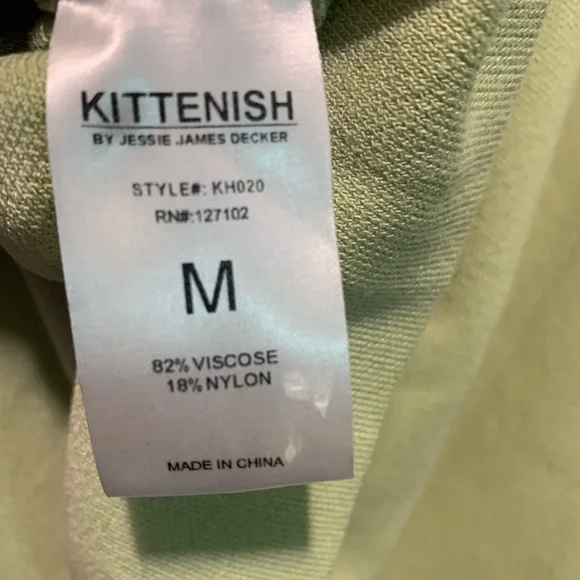 KITTENISH
BY JESSIE JAMES DECKER
STYLE#: KH020
RN#:127102
M
82% VISCOSE
18% NYLON
MADE IN CHINA